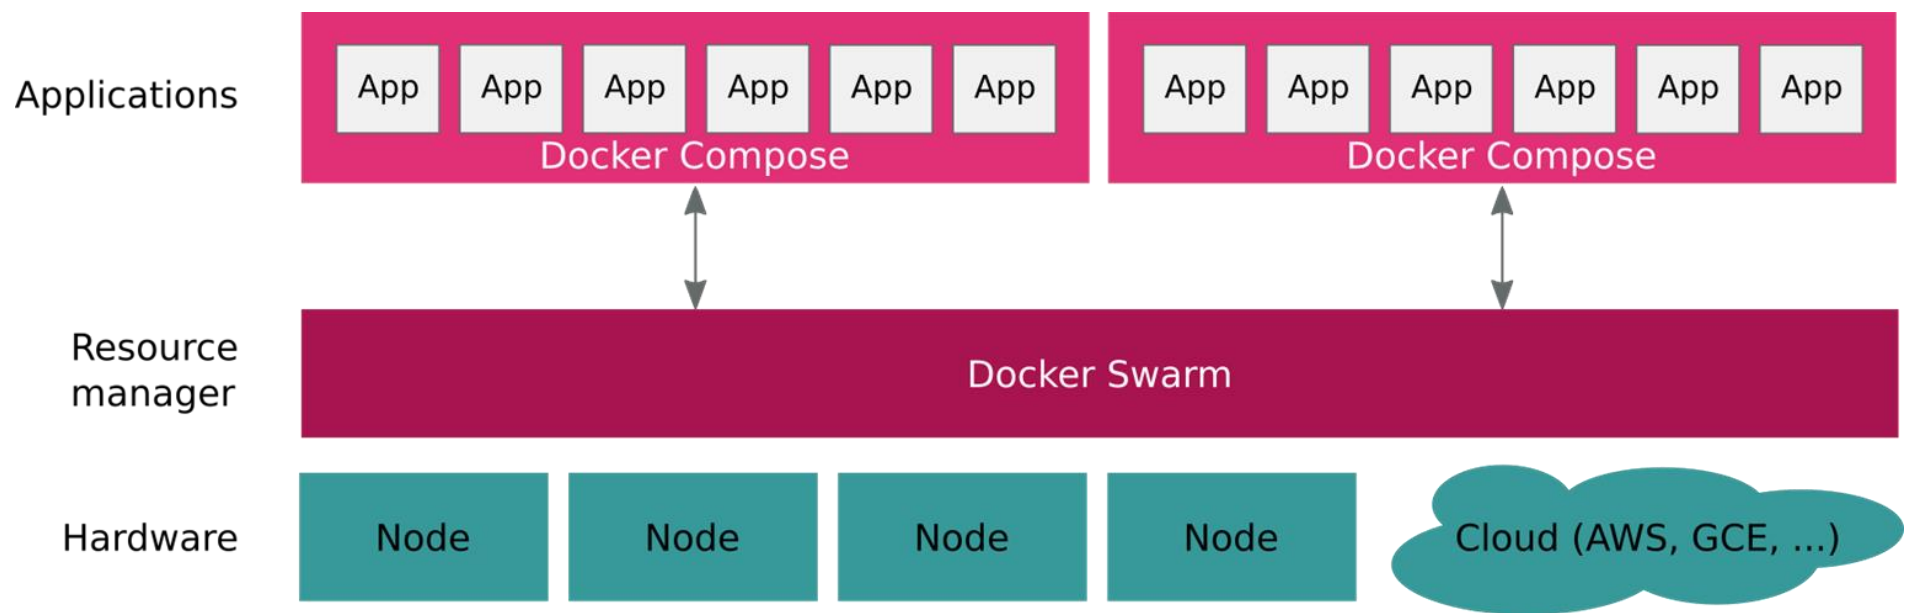 Applications
App App App App App App
Docker Compose
App App App App App App
Docker Compose
Resource
manager
Docker Swarm
Hardware
Node Node Node Node Cloud (AWS, GCE, ...)